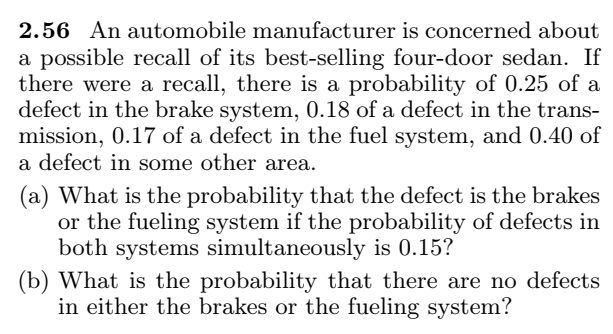 2.56 An automobile manufacturer is concerned about
a possible recall of its best-selling four-door sedan. If
there were a recall, there is a probability of 0.25 of a
defect in the brake system, 0.18 of a defect in the trans-
mission, 0.17 of a defect in the fuel system, and 0.40 of
a defect in some other area.
(a) What is the probability that the defect is the brakes
or the fueling system if the probability of defects in
both systems simultaneously is 0.15?
(b) What is the probability that there are no defects
in either the brakes or the fueling system?